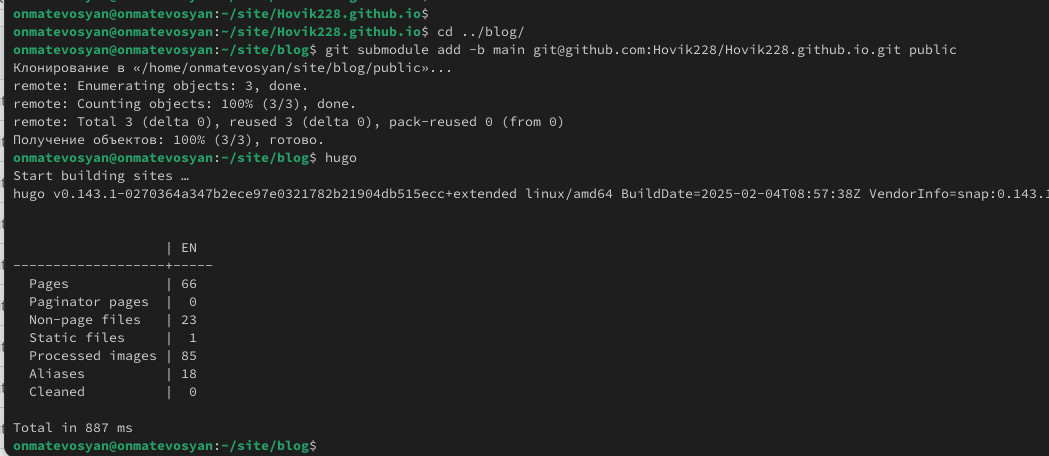 onmatevosyan@onmatevosyan:~/site/Hovik228.github.io$
onmatevosyan@onmatevosyan:~/site/Hovik228.github.io$ cd ../blog/
onmatevosyan@onmatevosyan:~/site/blog$ git submodule add -b main git@github.com:Hovik228/Hovik228.github.io.git public
Клонирование в «/home/onmatevosyan/site/blog/public»...
remote: Enumerating objects: 3, done.
remote: Counting objects: 100% (3/3), done.
remote: Total 3 (delta 0), reused 3 (delta 0), pack-reused 0 (from 0)
Получение объектов: 100% (3/3), готово.
onmatevosyan@onmatevosyan:~/site/blog$ hugo
Start building sites …
hugo v0.143.1-0270364a347b2ece97e0321782b21904db515ecc+extended linux/amd64 BuildDate=2025-02-04T08:57:38Z VendorInfo=snap:0.143.1
| EN
-------------------+-----
Pages | 66
Paginator pages | 0
Non-page files | 23
Static files | 1
Processed images | 85
Aliases | 18
Cleaned | 0
Total in 887 ms
onmatevosyan@onmatevosyan:~/site/blog$